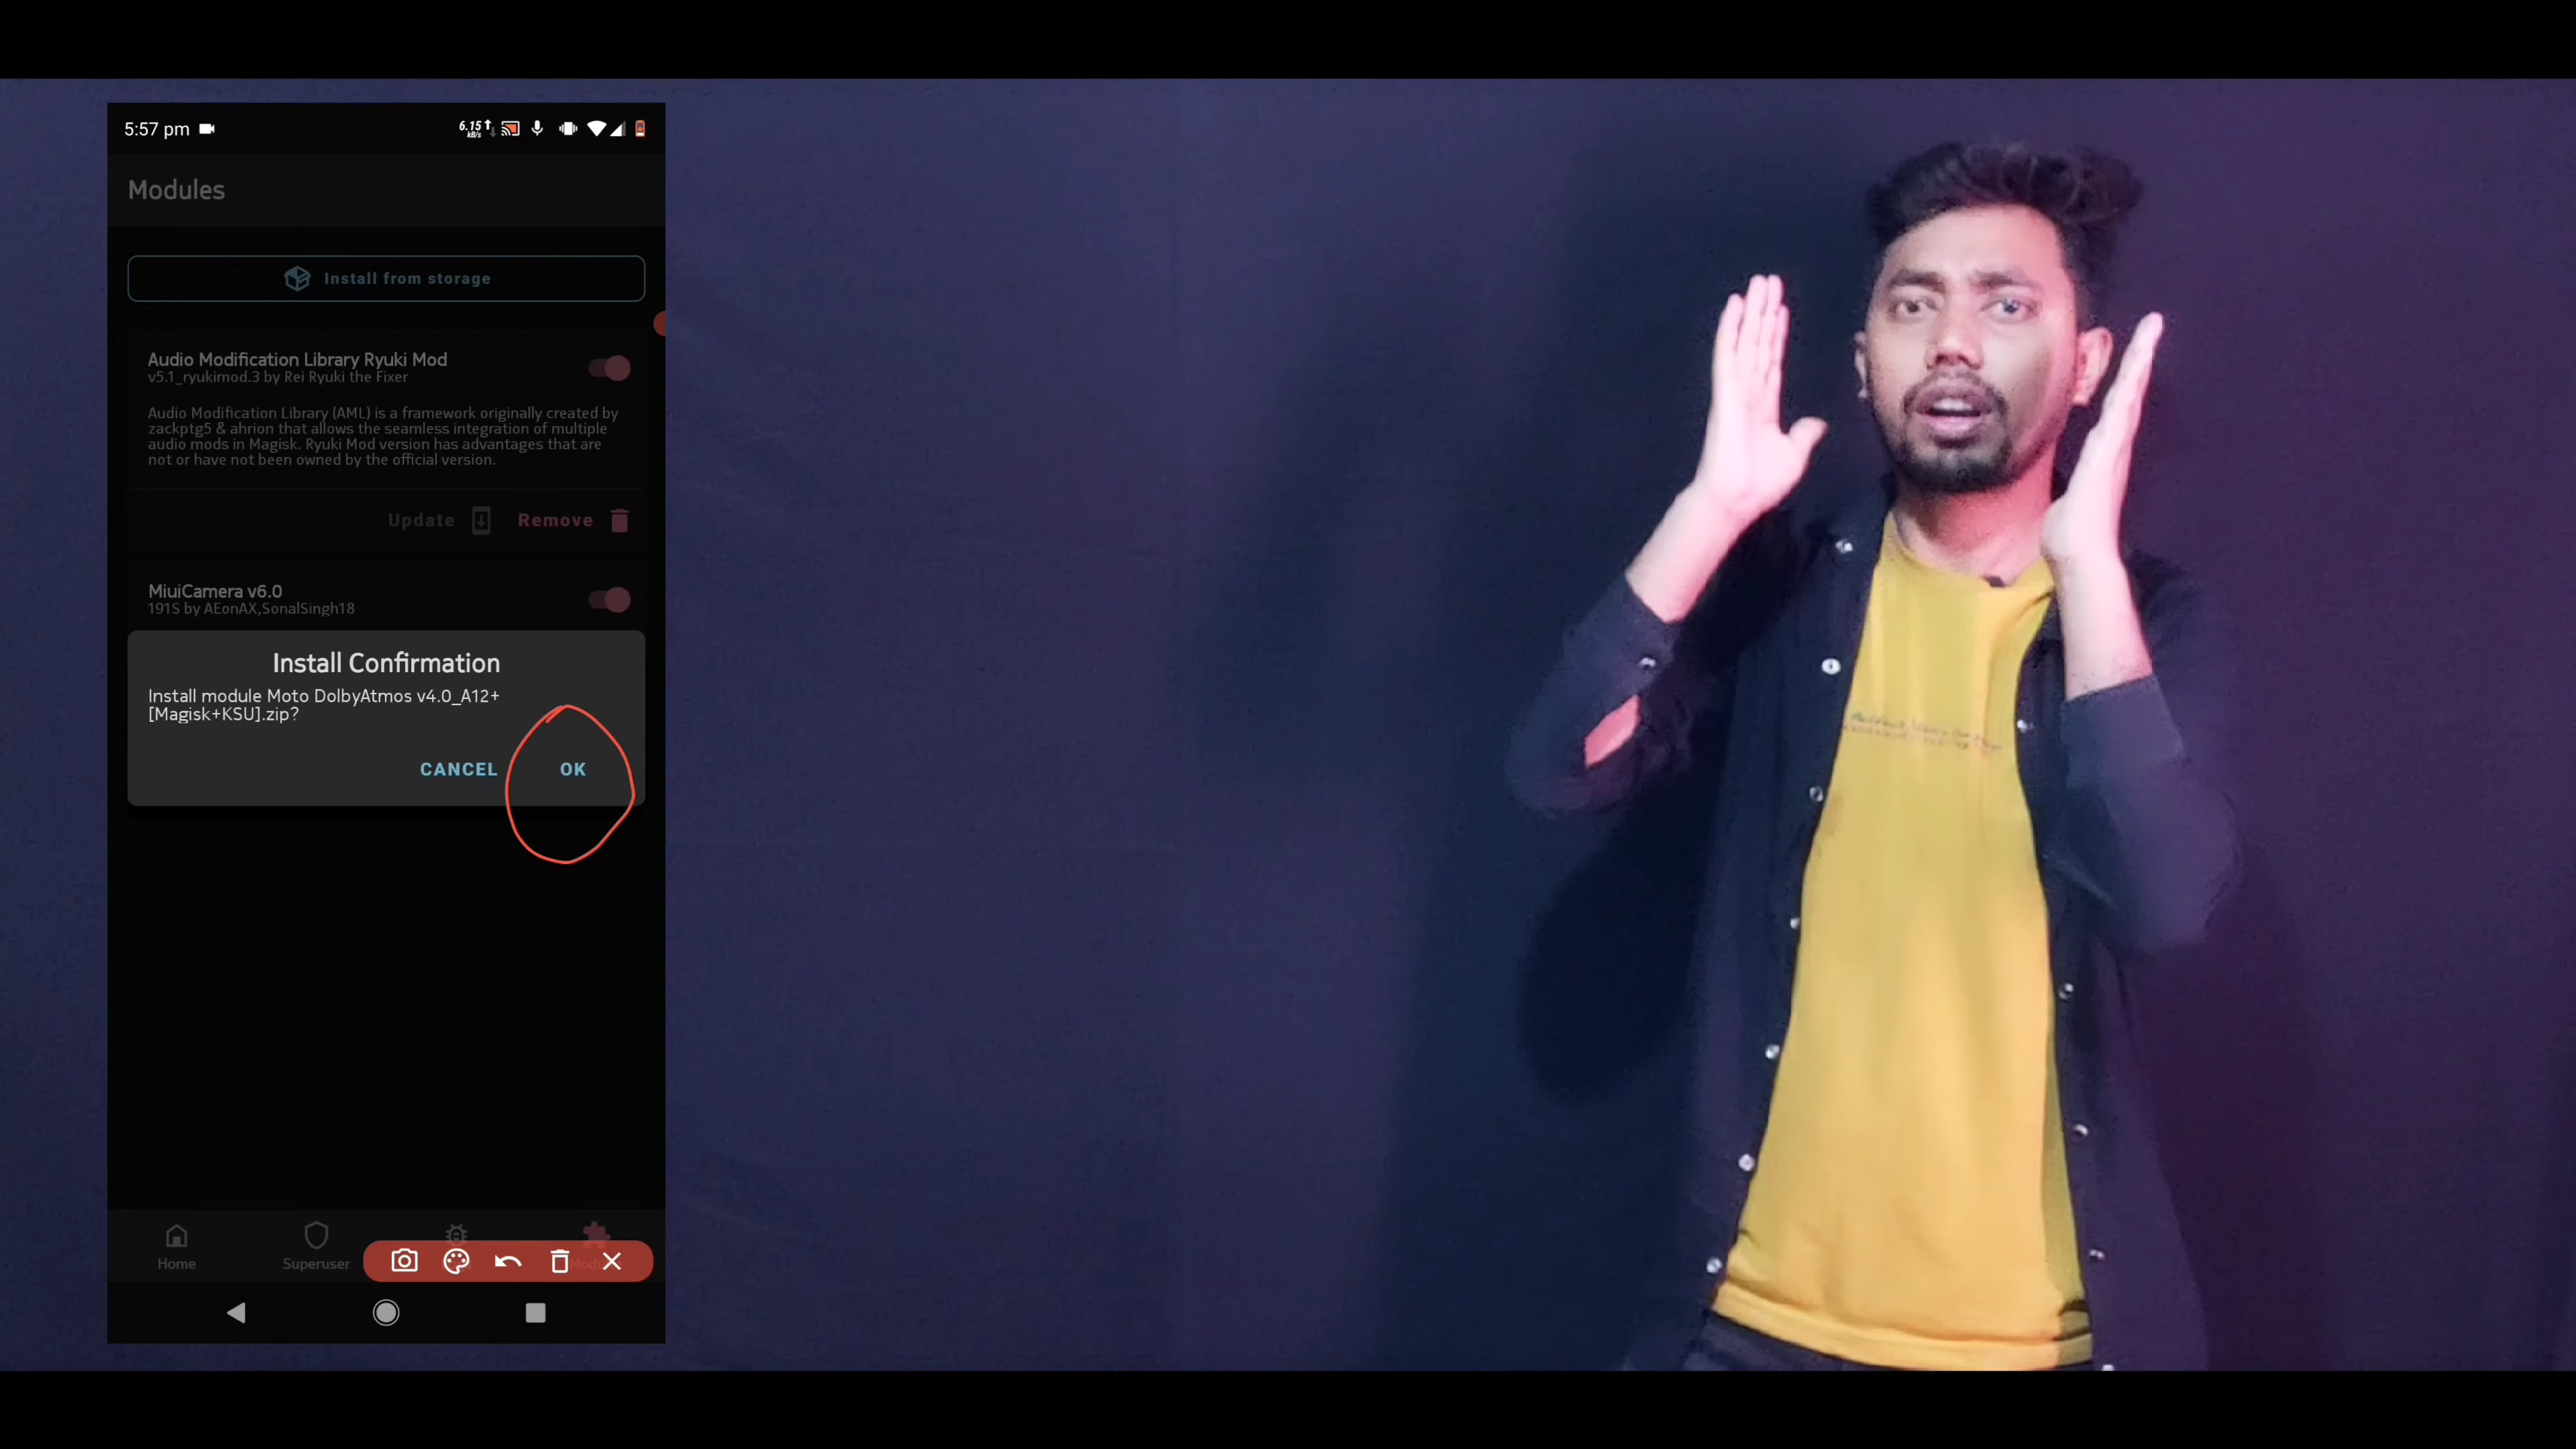 5:57 pm
6.15
kB/s
Modules
Install from storage
Audio Modification Library Ryuki Mod
v5.1_ryukimod.3 by Rei Ryuki the Fixer
Audio Modification Library (AML) is a framework originally created by
zackptg5 & ahrion that allows the seamless integration of multiple
audio mods in Magisk. Ryuki Mod version has advantages that are
not or have not been owned by the official version.
Update
Remove
MiuiCamera v6.0
191S by AEonAX,SonalSingh18
Install Confirmation
Install module Moto DolbyAtmos v4.0_A12+
[Magisk+KSU].zip?
CANCEL
OK
Home
Superuser